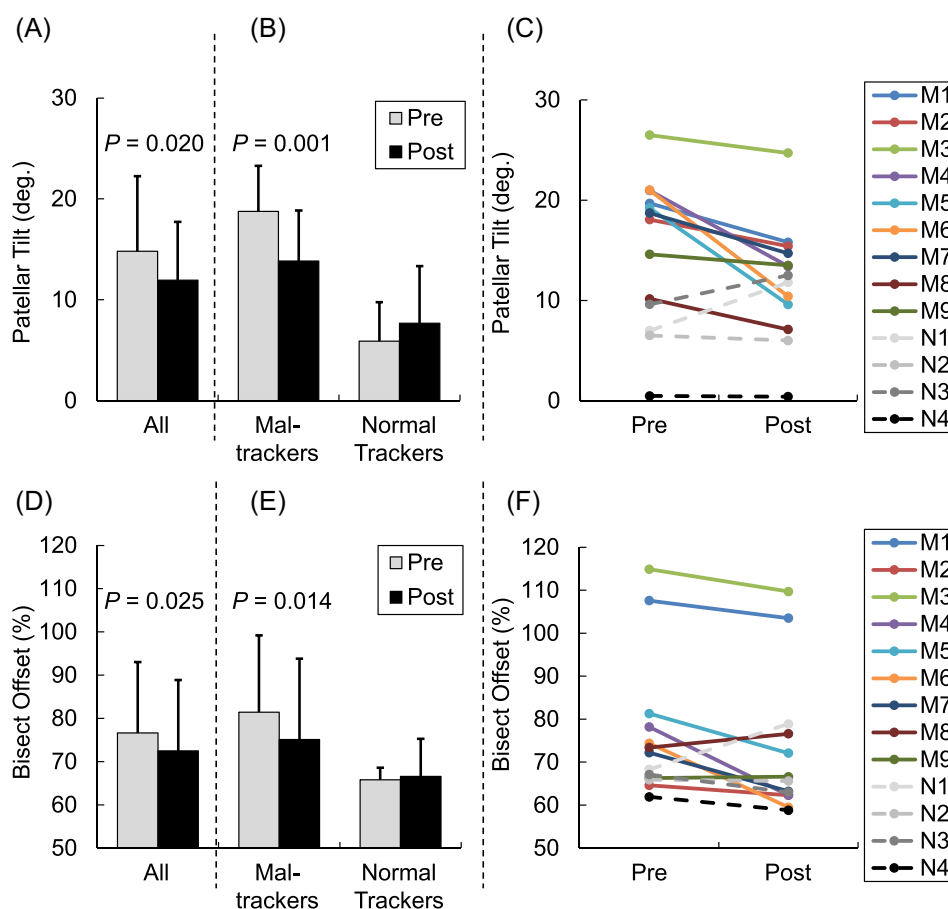 (A)
(B)
(C)
Patellar Tilt (deg.)
30
20
10
0
P = 0.020
P = 0.001
Pre
Post
All
Mal-
trackers
Normal
Trackers
Patellar Tilt (deg.)
30
20
10
0
Pre
Post
M1
M2
M3
M4
M5
M6
M7
M8
M9
N1
N2
N3
N4
(D)
(E)
(F)
Bisect Offset (%)
120
110
100
90
80
70
60
50
P = 0.025
P = 0.014
Pre
Post
All
Mal-
trackers
Normal
Trackers
Bisect Offset (%)
120
110
100
90
80
70
60
50
Pre
Post
M1
M2
M3
M4
M5
M6
M7
M8
M9
N1
N2
N3
N4